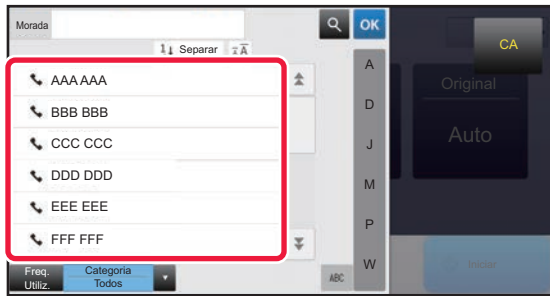 Morada
OK
CA
1 Separar
A
AAA AAA
A
BBB BBB
D
CCC CCC
J
DDD DDD
M
EEE EEE
P
FFF FFF
W
Original
Auto
Iniciar
Freq.
Utiliz.
Categoria
Todos
ABC